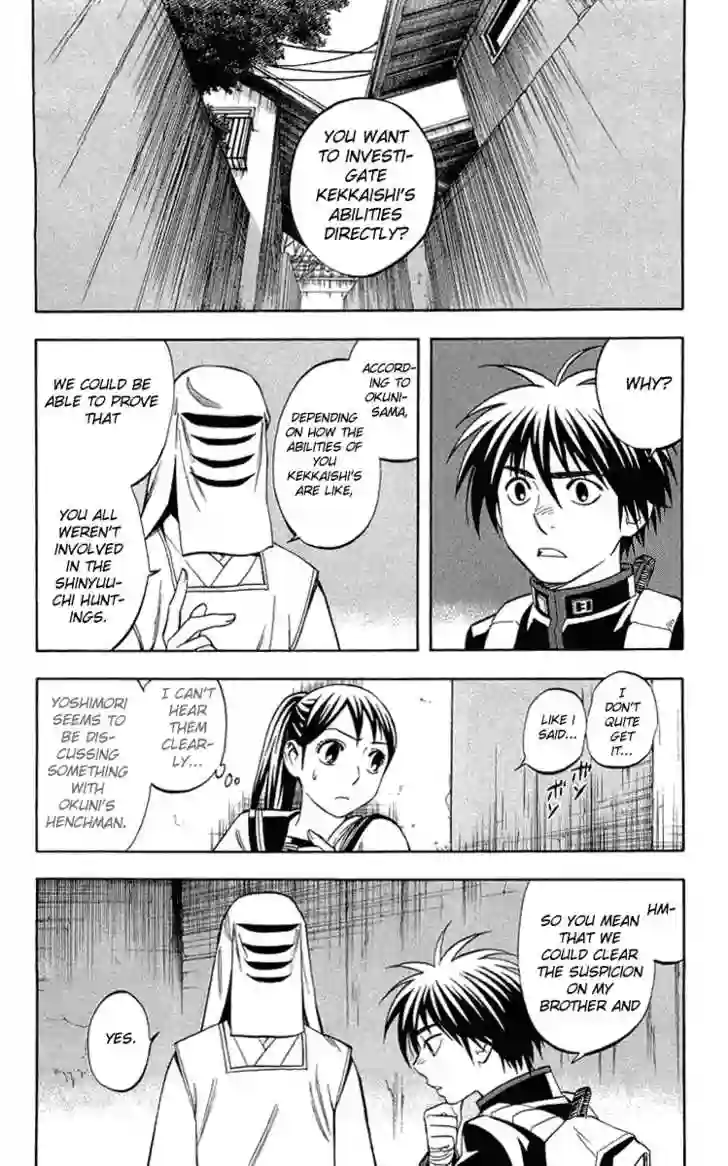 YOU WANT
TO INVESTI-
GATE
KEKKAISHI'S
ABILITIES
DIRECTLY?
WHY?
ACCORD-
ING TO
OKUNI-
SAMA,
DEPENDING
ON HOW THE
ABILITIES OF
YOU
KEKKAISHI'S
ARE LIKE,
WE COULD BE
ABLE TO PROVE
THAT
YOU ALL
WEREN'T
INVOLVED
IN THE
SHINYUU-
CHI HUNT-
INGS.
I
DON'T
QUITE
GET
IT...
LIKE I
SAID...
ボソ
ボソ
I CAN'T
HEAR
THEM
CLEAR-
LY...
YOSHIMORI
SEEMS TO
BE DIS-
CUSSING
SOMETHING
WITH
OKUNI'S
HENCHMAN.
HM-
SO YOU MEAN
THAT WE
COULD CLEAR
THE SUSPICION
ON MY
BROTHER AND
YES.